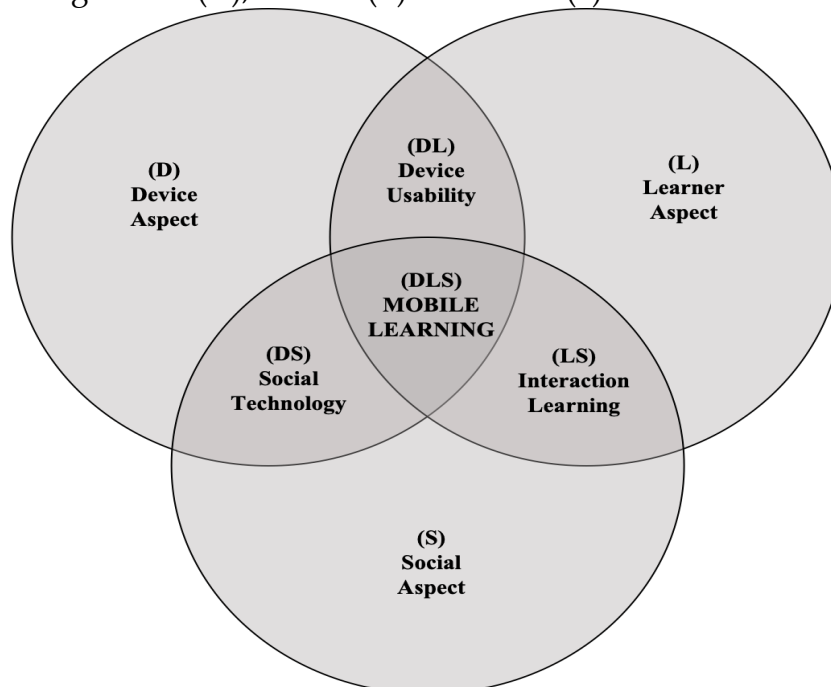 (D)
Device
Aspect
(DL)
Device
Usability
(L)
Learner
Aspect
(DLS)
MOBILE
LEARNING
(DS)
Social
Technology
(LS)
Interaction
Learning
(S)
Social
Aspect